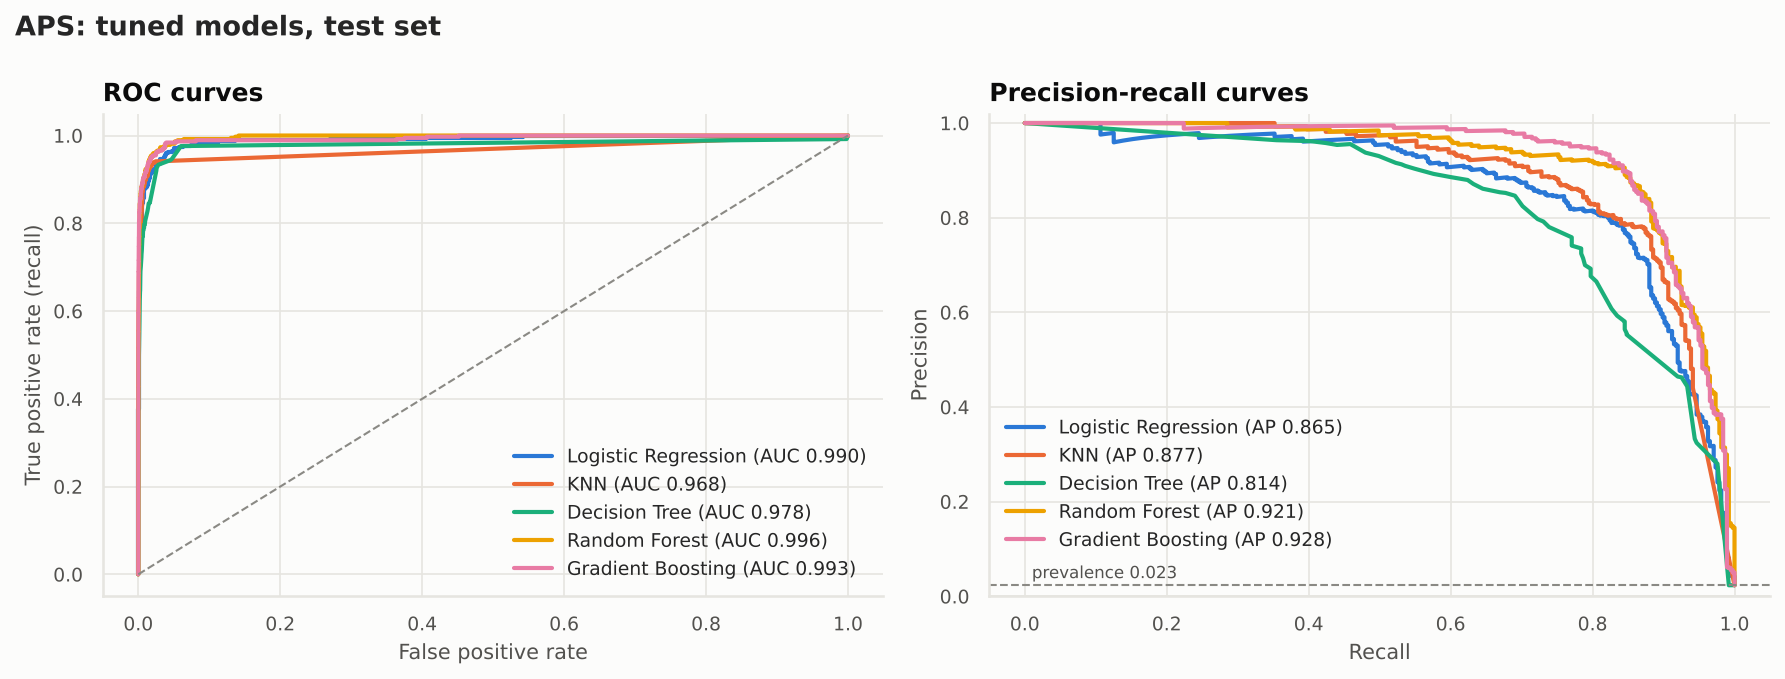 APS: tuned models, test set
ROC curves
1.0
0.8
0.6
0.4
0.2
0.0
True positive rate (recall)
Logistic Regression (AUC 0.990)
KNN (AUC 0.968)
Decision Tree (AUC 0.978)
Random Forest (AUC 0.996)
Gradient Boosting (AUC 0.993)
0.0 0.2 0.4 0.6 0.8 1.0
False positive rate
Precision-recall curves
1.0
0.8
0.6
0.4
0.2
0.0
Precision
Logistic Regression (AP 0.865)
KNN (AP 0.877)
Decision Tree (AP 0.814)
Random Forest (AP 0.921)
Gradient Boosting (AP 0.928)
prevalence 0.023
0.0 0.2 0.4 0.6 0.8 1.0
Recall